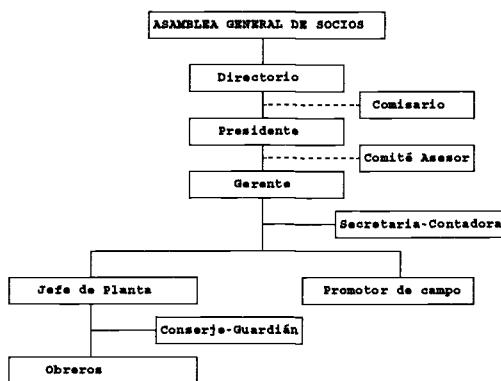 ASAMBLEA GENERAL DE SOCIOS
Directorio
Comisario
Presidente
Comité Asesor
Gerente
Secretaria-Contadora
Jefe de Planta
Promotor de campo
Conserje-Guardián
Obreros